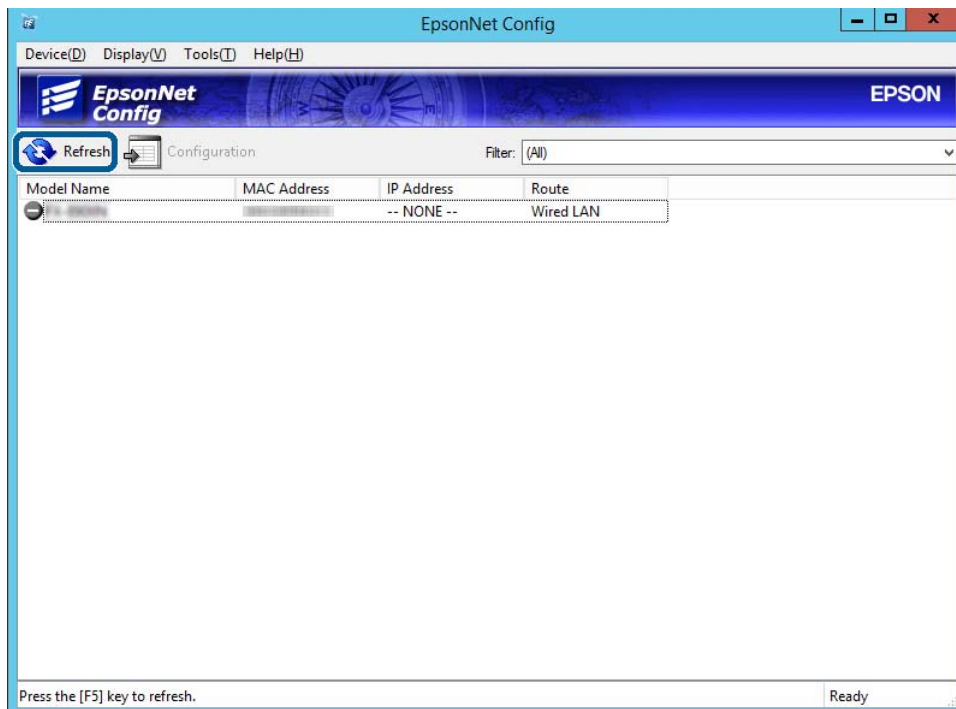 EpsonNet Config
Device(D) Display(V) Tools(T) Help(H)
EpsonNet
Config
EPSON
Refresh Configuration Filter: (All)
Model Name MAC Address IP Address Route
-- NONE -- Wired LAN
Press the [F5] key to refresh. Ready